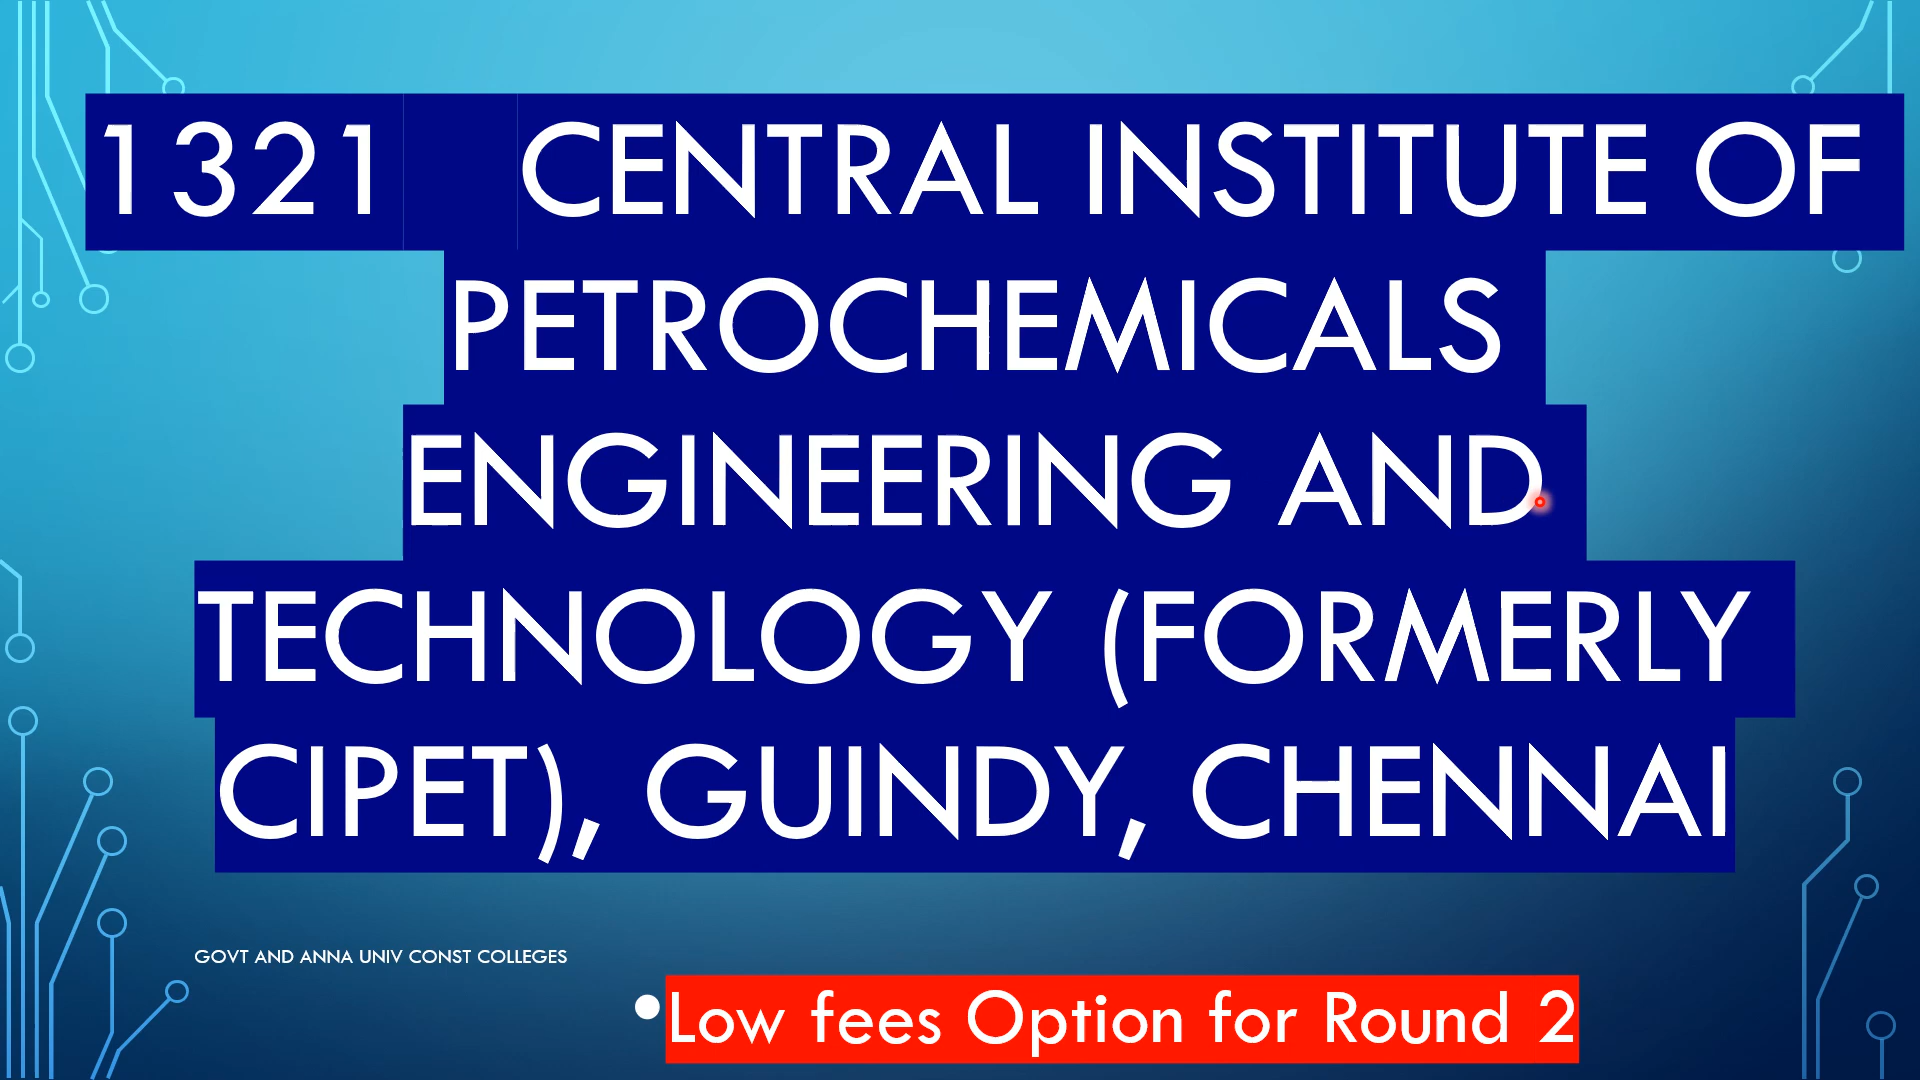 1321 CENTRAL INSTITUTE OF
PETROCHEMICALS
ENGINEERING AND
TECHNOLOGY (FORMERLY
CIPET), GUINDY, CHENNAI
GOVT AND ANNA UNIV CONST COLLEGES
•Low fees Option for Round 2